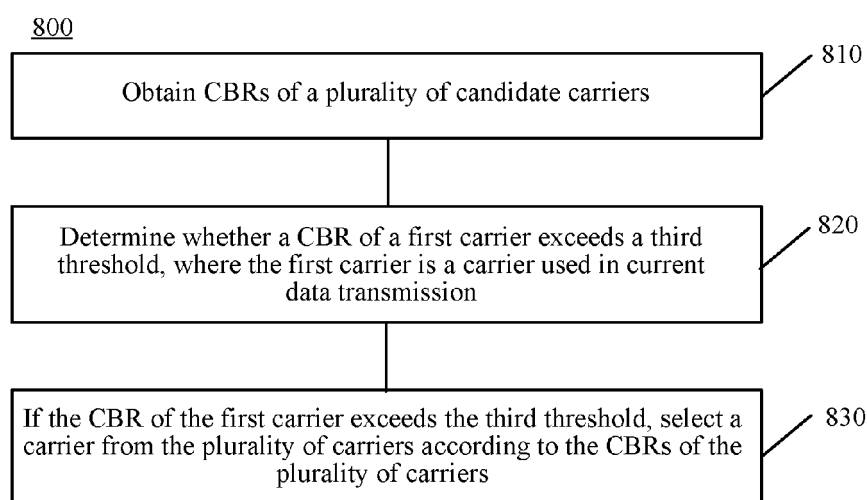 800
810
Obtain CBRs of a plurality of candidate carriers
820
Determine whether a CBR of a first carrier exceeds a third
threshold, where the first carrier is a carrier used in current
data transmission
830
If the CBR of the first carrier exceeds the third threshold, select a
carrier from the plurality of carriers according to the CBRs of the
plurality of carriers